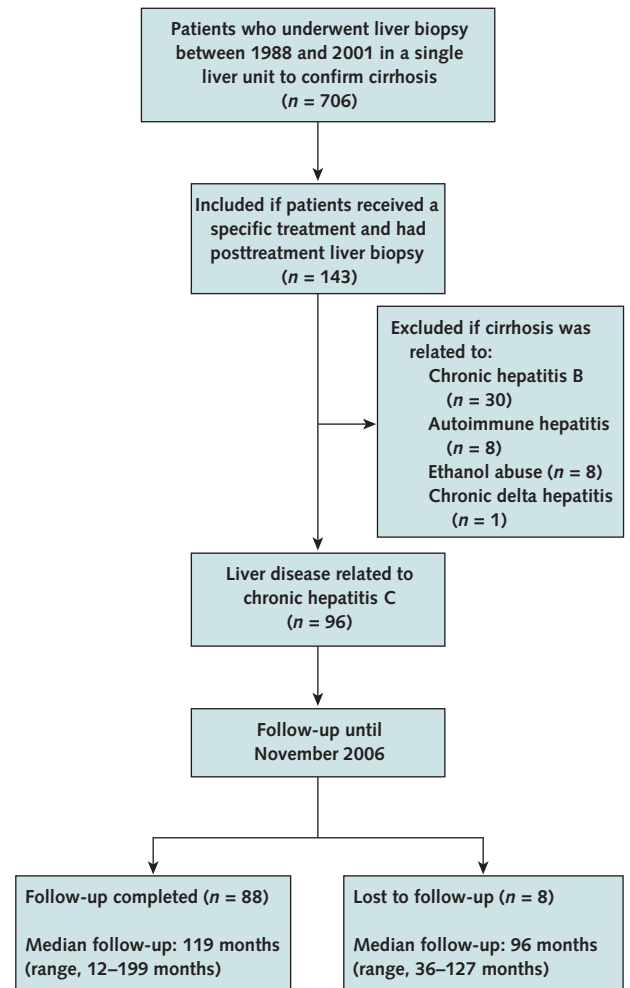 Patients who underwent liver biopsy
between 1988 and 2001 in a single
liver unit to confirm cirrhosis
(n = 706)
Included if patients received a
specific treatment and had
posttreatment liver biopsy
(n = 143)
Excluded if cirrhosis was
related to:
Chronic hepatitis B
(n = 30)
Autoimmune hepatitis
(n = 8)
Ethanol abuse (n = 8)
Chronic delta hepatitis
(n = 1)
Liver disease related to
chronic hepatitis C
(n = 96)
Follow-up until
November 2006
Follow-up completed (n = 88)
Median follow-up: 119 months
(range, 12–199 months)
Lost to follow-up (n = 8)
Median follow-up: 96 months
(range, 36–127 months)